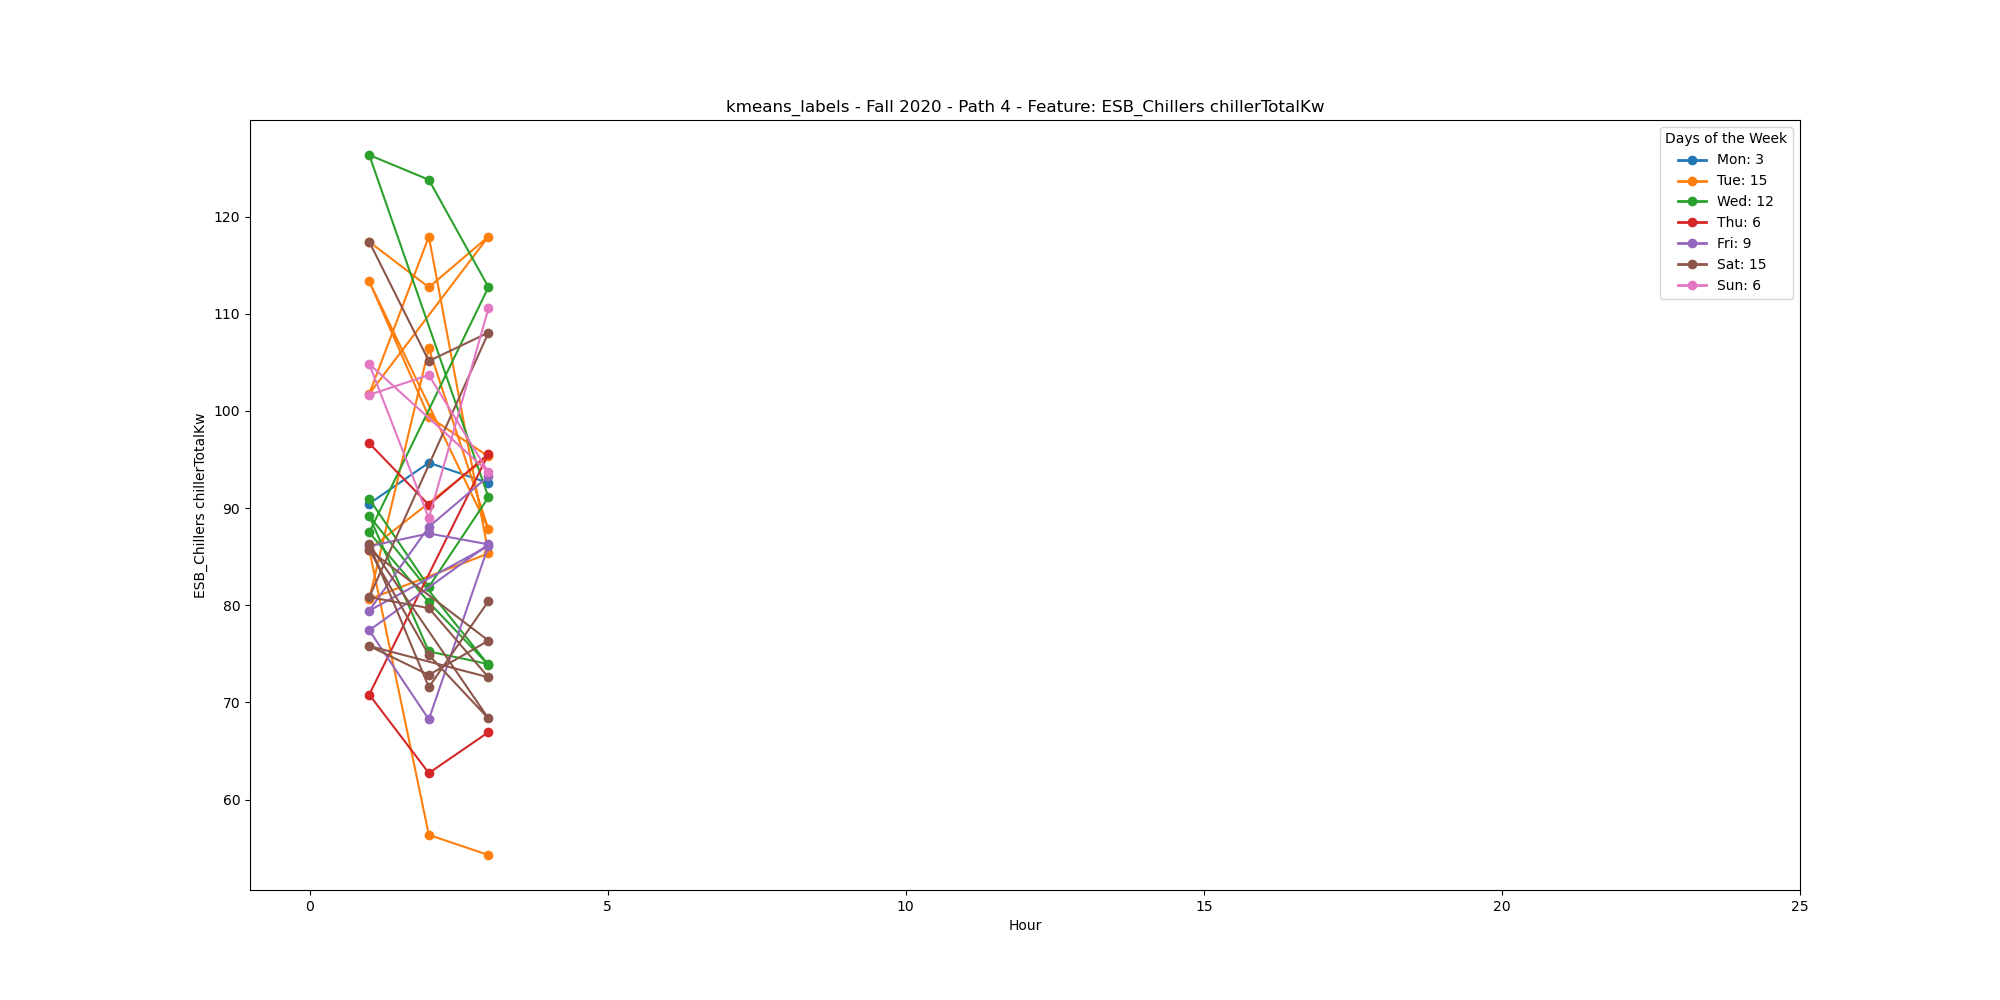 kmeans_labels - Fall 2020 - Path 4 - Feature: ESB_Chillers chillerTotalKw
Days of the Week
Mon: 3
Tue: 15
Wed: 12
Thu: 6
Fri: 9
Sat: 15
Sun: 6
ESB_Chillers chillerTotalKw
120
110
100
90
80
70
60
0 5 10 15 20 25
Hour